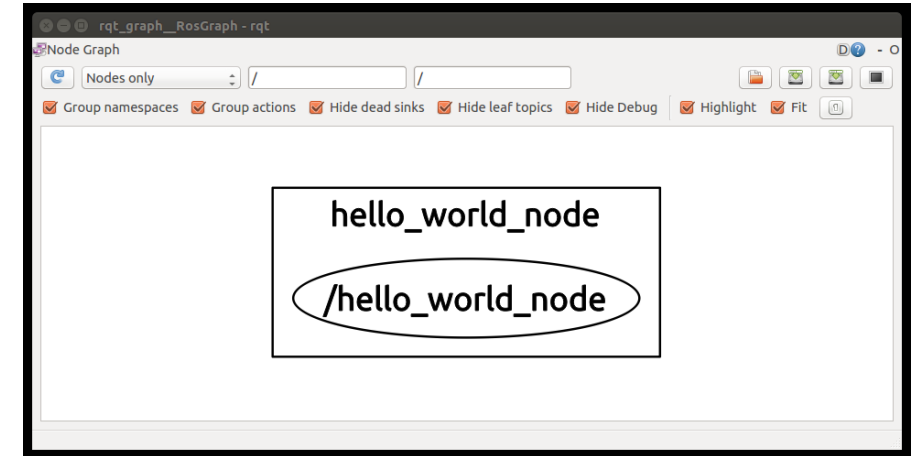 rqt_graph__RosGraph - rqt
Node Graph
D ? - O
Nodes only / /
Group namespaces Group actions Hide dead sinks Hide leaf topics Hide Debug Highlight Fit
hello_world_node
/hello_world_node